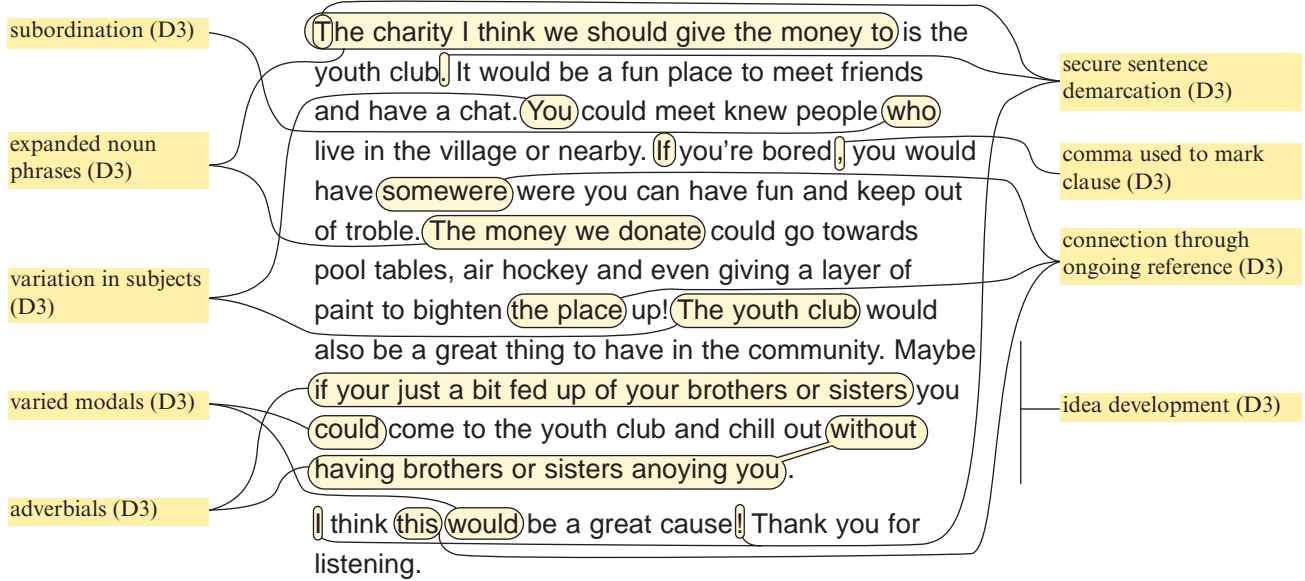 subordination (D3)
expanded noun
phrases (D3)
variation in subjects
(D3)
varied modals (D3)
adverbials (D3)
The charity I think we should give the money to is the
youth club. It would be a fun place to meet friends
and have a chat. You could meet knew people who
live in the village or nearby. If you're bored, you would
have somewere were you can have fun and keep out
of troble. The money we donate could go towards
pool tables, air hockey and even giving a layer of
paint to bighten the place up! The youth club would
also be a great thing to have in the community. Maybe
if your just a bit fed up of your brothers or sisters you
could come to the youth club and chill out without
having brothers or sisters anoying you.
I think this would be a great cause! Thank you for
listening.
secure sentence
demarcation (D3)
comma used to mark
clause (D3)
connection through
ongoing reference (D3)
idea development (D3)